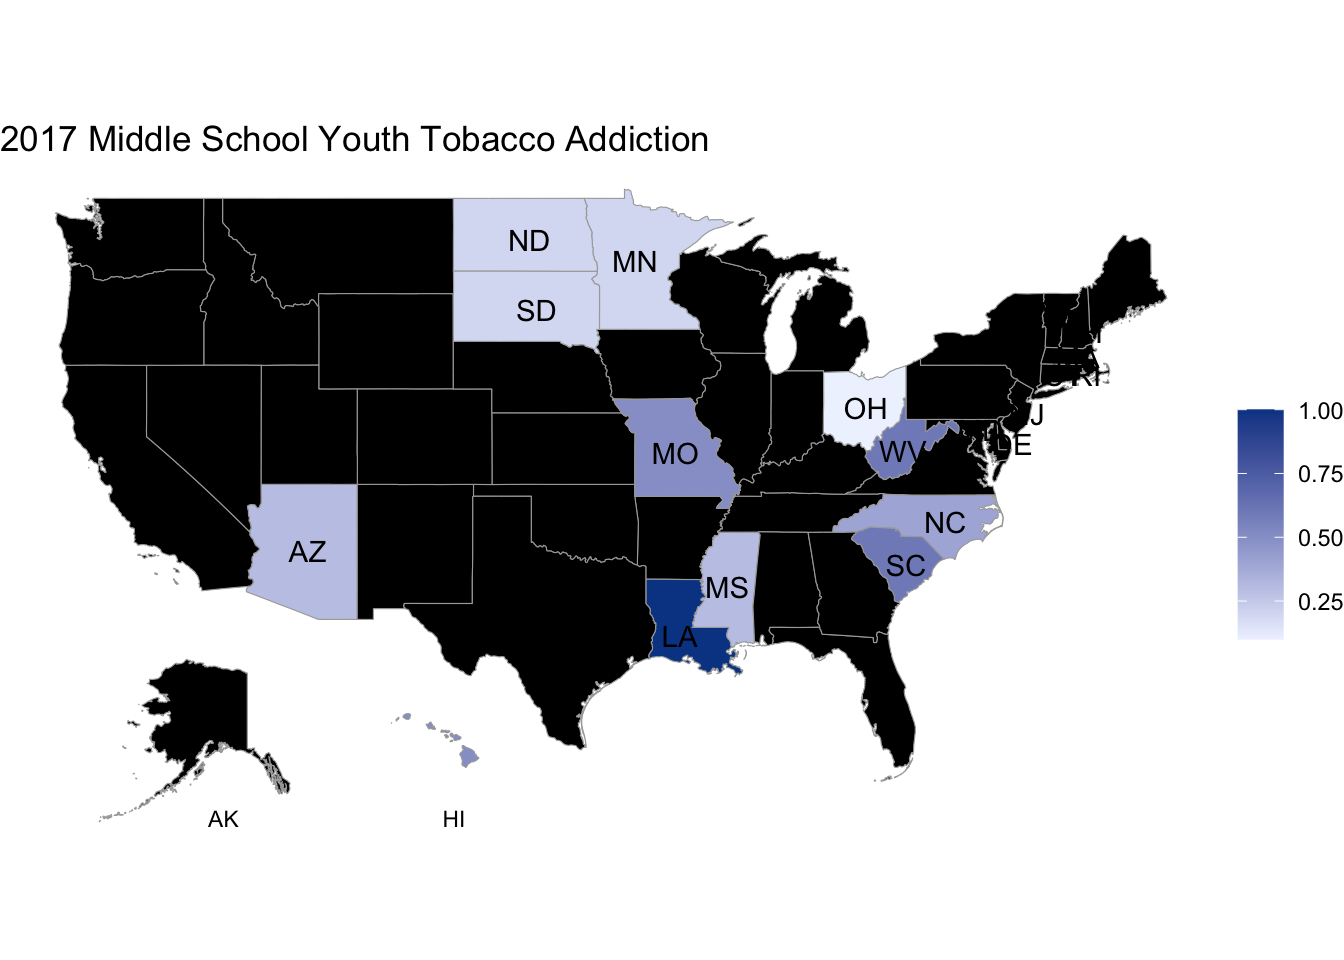 2017 Middle School Youth Tobacco Addiction
ND
MN
SD
OH
1.00
J
DE
WV
MO
0.75
NC
0.50
AZ
SC
MS
0.25
LA
AK
HI